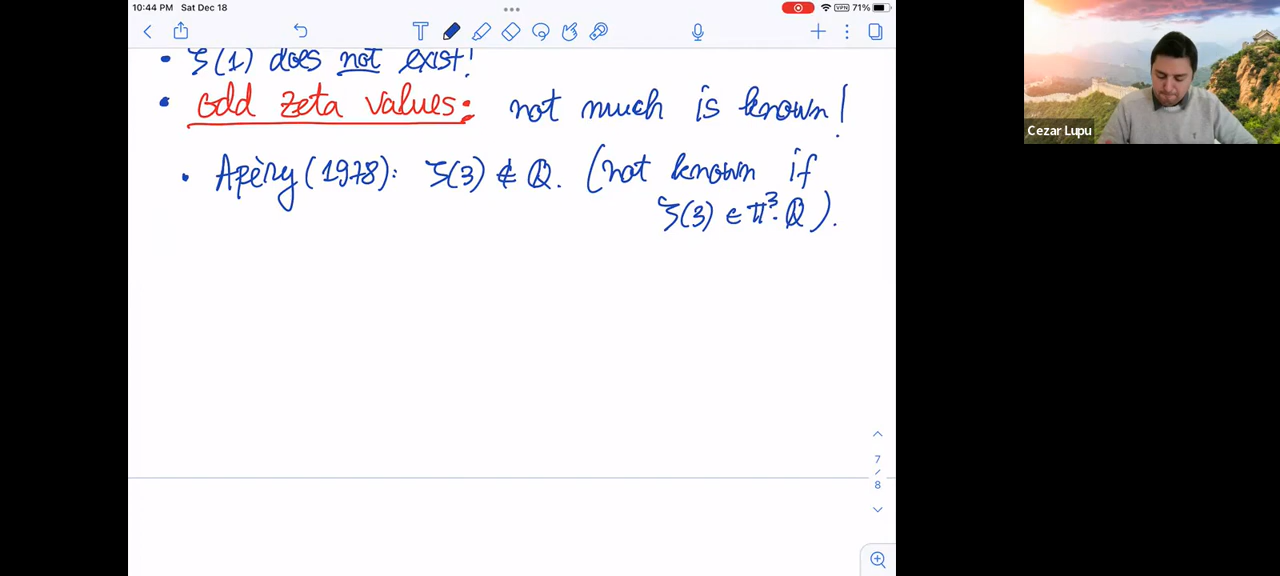 10:44 PM Sat Dec 18
VPN 71%
T
• ζ(1) does not exist!
• Odd zeta values: not much is known!
• Apèry (1978): ζ(3) ∉ ℚ. (not known if
ζ(3) ∈ π³·ℚ).
Cezar Lupu
7
/
8